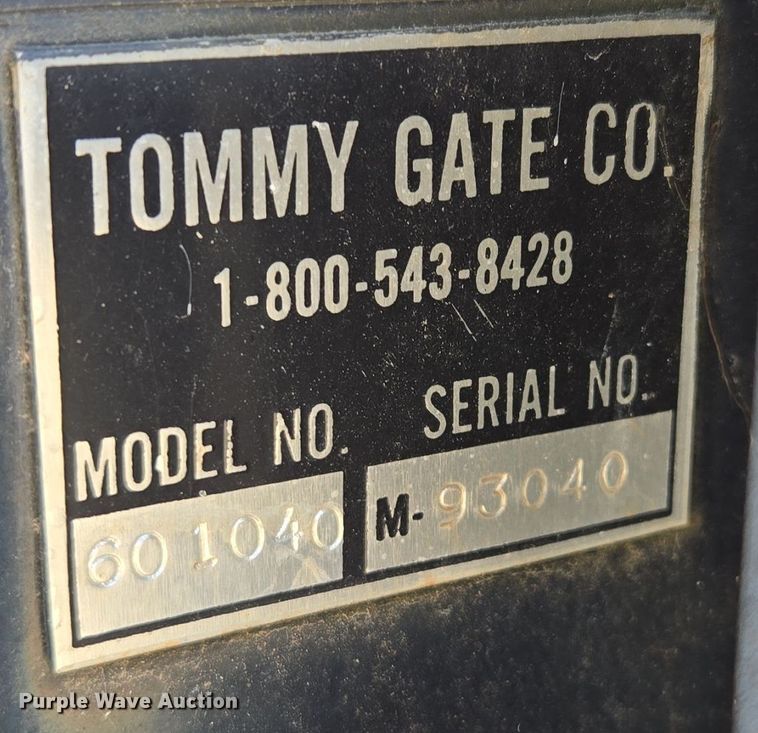 TOMMY GATE CO.
1-800-543-8428
MODEL NO. SERIAL NO.
601040 M-93040
Purple Wave Auction